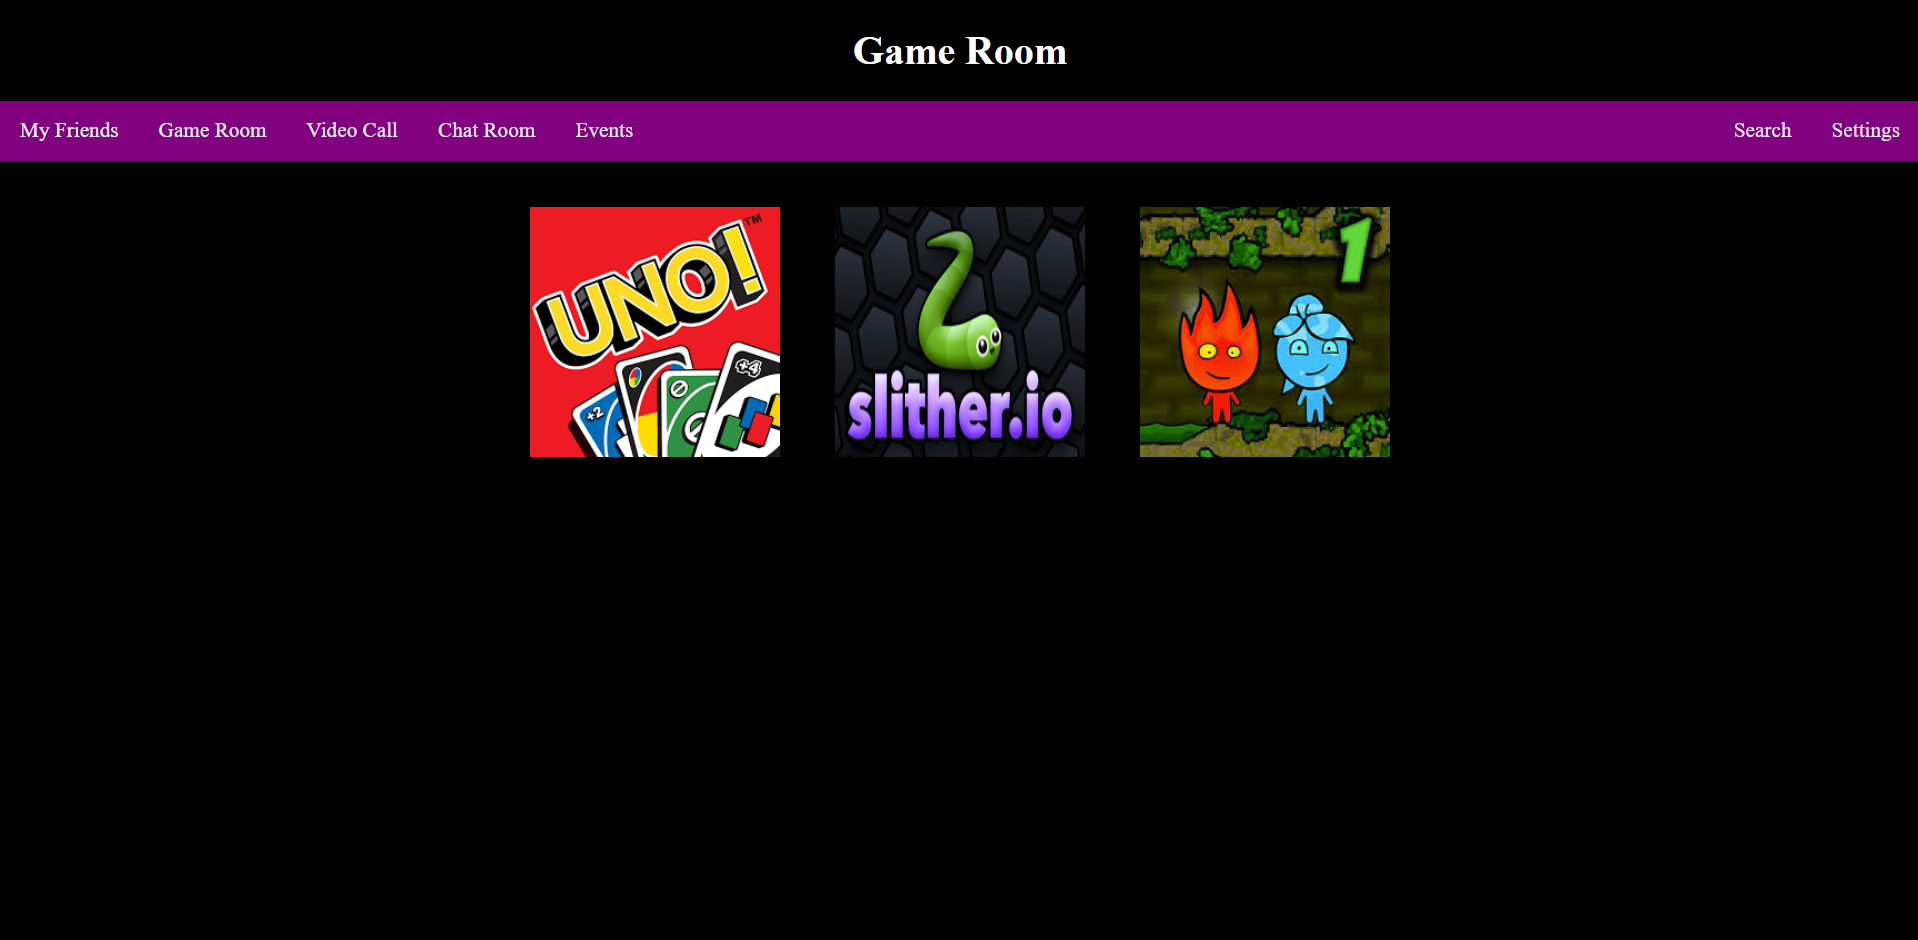 Game Room
My Friends Game Room Video Call Chat Room Events Search Settings
UNO!™
+2
+4
slither.io
1